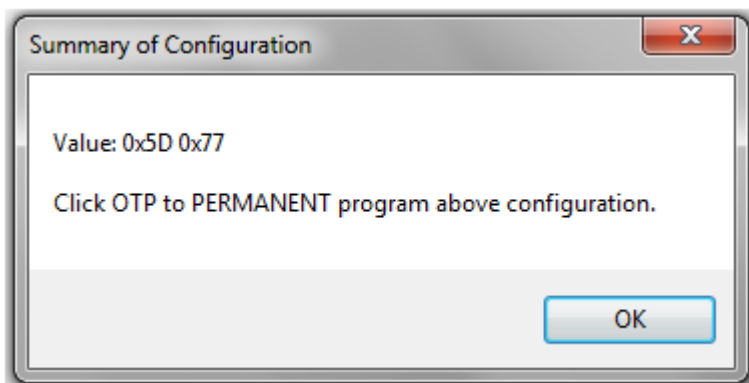 Summary of Configuration
Value: 0x5D 0x77
Click OTP to PERMANENT program above configuration.
OK